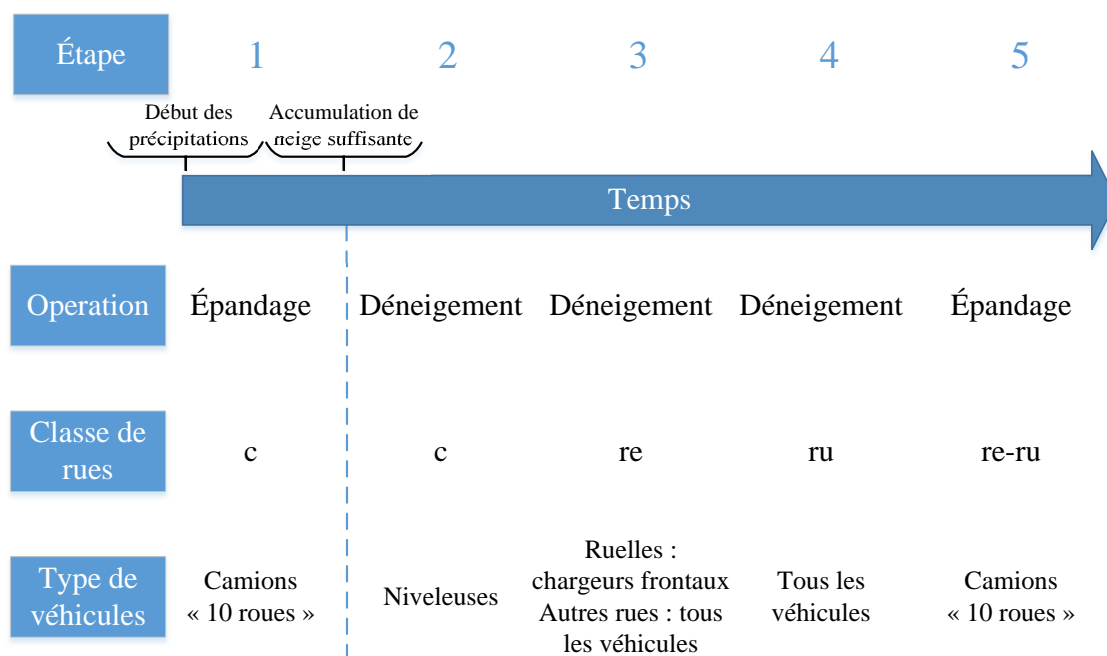 Étape 1 2 3 4 5
Début des
précipitations
Accumulation de
neige suffisante
Temps
Operation Épandage Déneigement Déneigement Déneigement Épandage
Classe de
rues
c c re ru re-ru
Type de
véhicules
Camions
« 10 roues »
Niveleuses
Ruelles :
chargeurs frontaux
Autres rues : tous
les véhicules
Tous les
véhicules
Camions
« 10 roues »